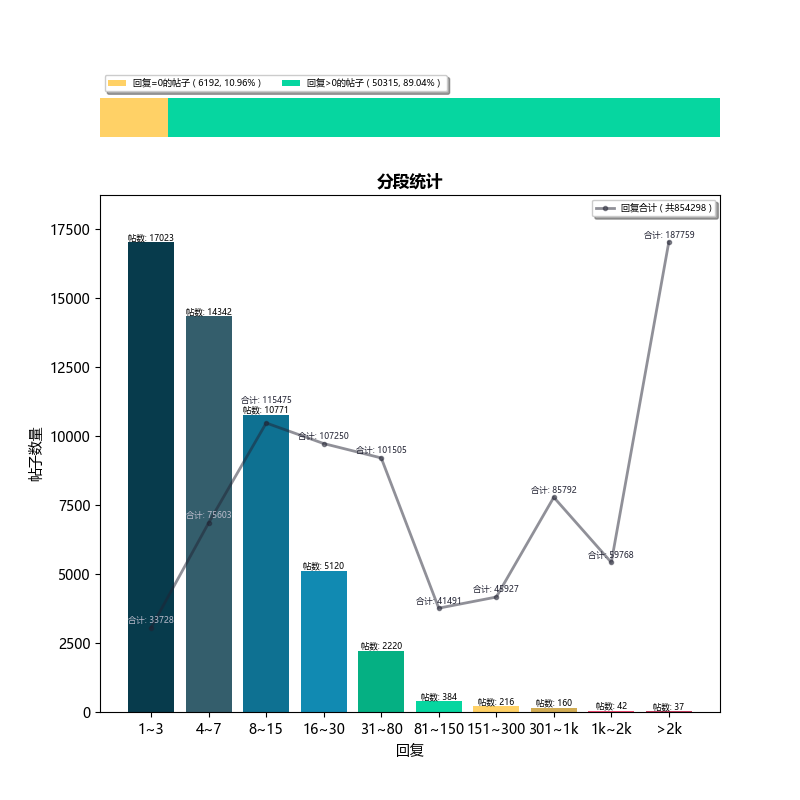 回复=0的帖子 ( 6192, 10.96% ) 回复>0的帖子 ( 50315, 89.04% )
分段统计
回复合计 ( 共854298 )
合计: 187759
17500
帖数: 17023
15000
帖数: 14342
12500
合计: 115475
帖数: 10771
合计: 107250
合计: 101505
10000
帖子数量
合计: 85792
7500
合计: 75603
合计: 59768
帖数: 5120
5000
合计: 45927
合计: 41491
合计: 33728
帖数: 2220
2500
帖数: 384
帖数: 216
帖数: 160
帖数: 42
帖数: 37
0
1~3 4~7 8~15 16~30 31~80 81~150 151~300 301~1k 1k~2k >2k
回复